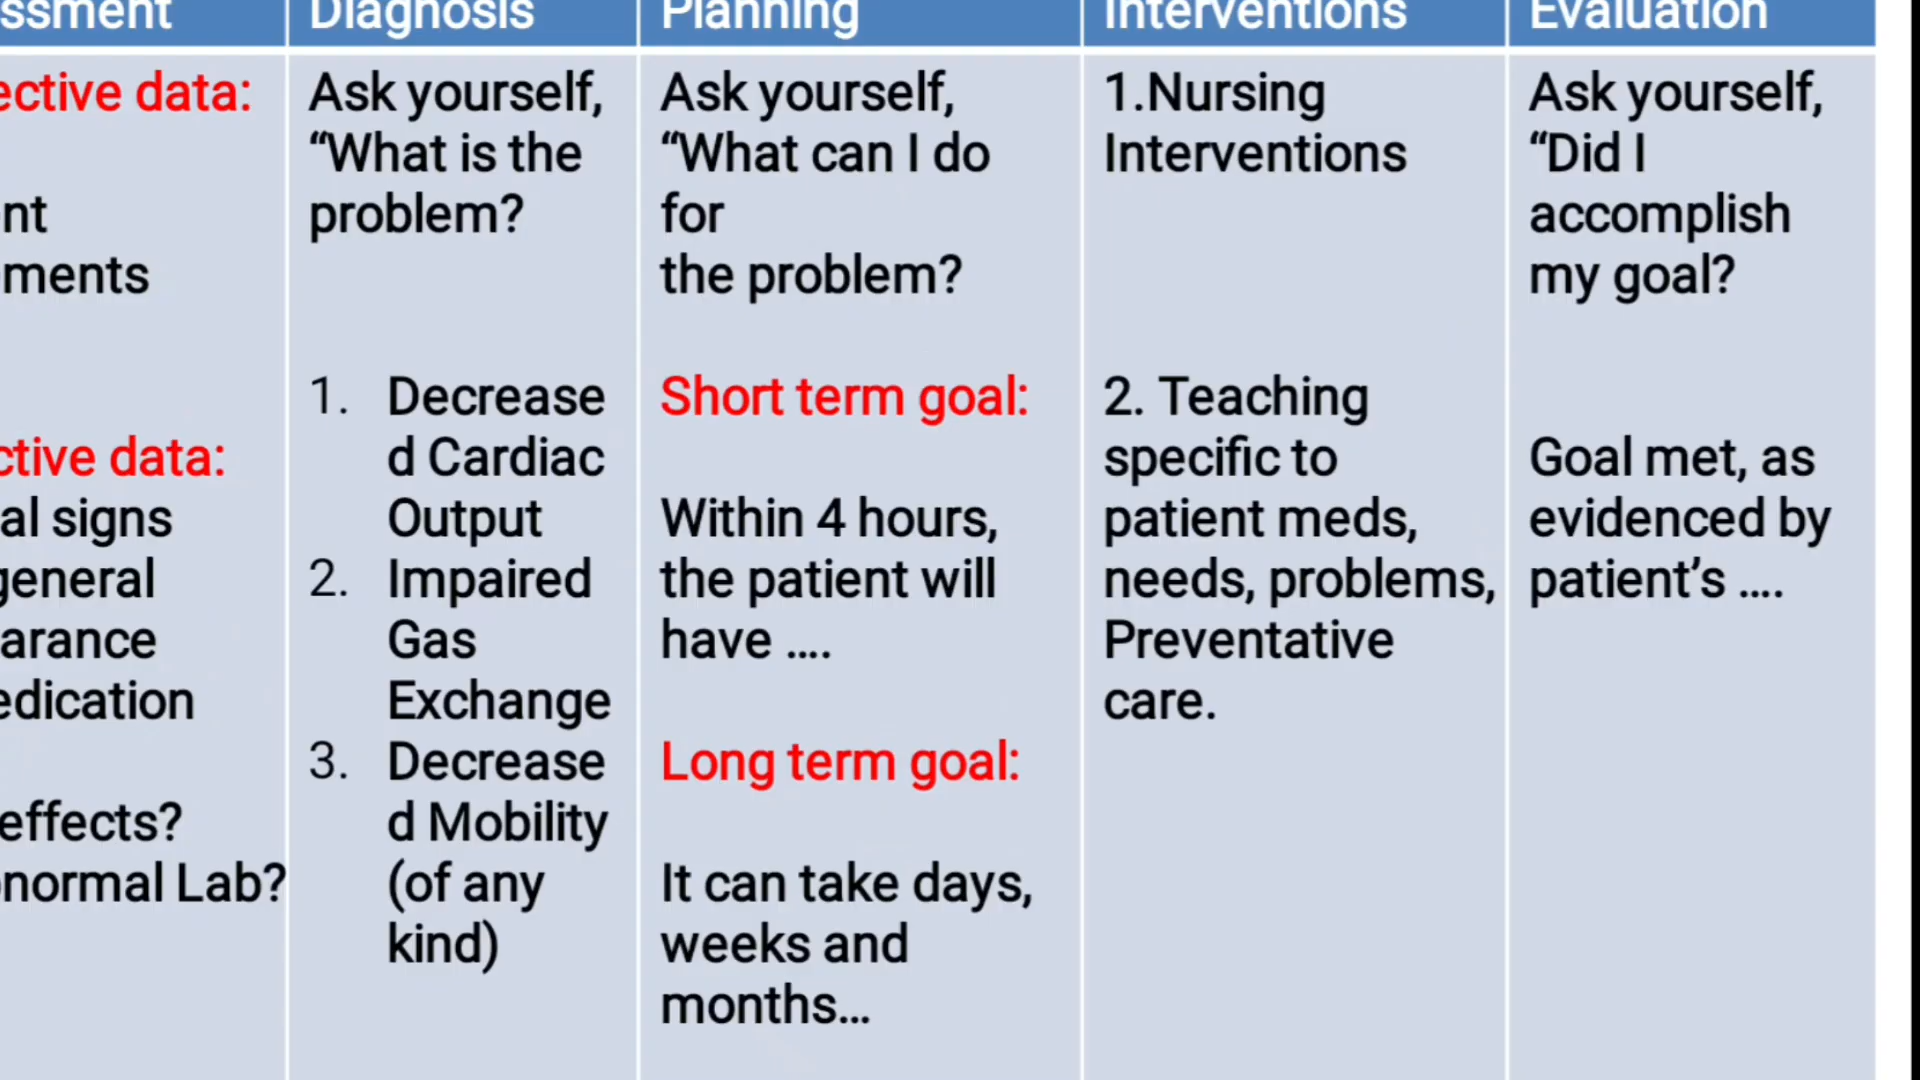 ssment
ective data:
nt
ments
ctive data:
al signs
general
arance
edication
effects?
normal Lab?
Diagnosis
Ask yourself,
“What is the
problem?
1. Decrease
d Cardiac
Output
2. Impaired
Gas
Exchange
3. Decrease
d Mobility
(of any
kind)
Planning
Ask yourself,
“What can I do
for
the problem?
Short term goal:
Within 4 hours,
the patient will
have ....
Long term goal:
It can take days,
weeks and
months...
Interventions
1.Nursing
Interventions
2. Teaching
specific to
patient meds,
needs, problems,
Preventative
care.
Evaluation
Ask yourself,
“Did I
accomplish
my goal?
Goal met, as
evidenced by
patient’s ....